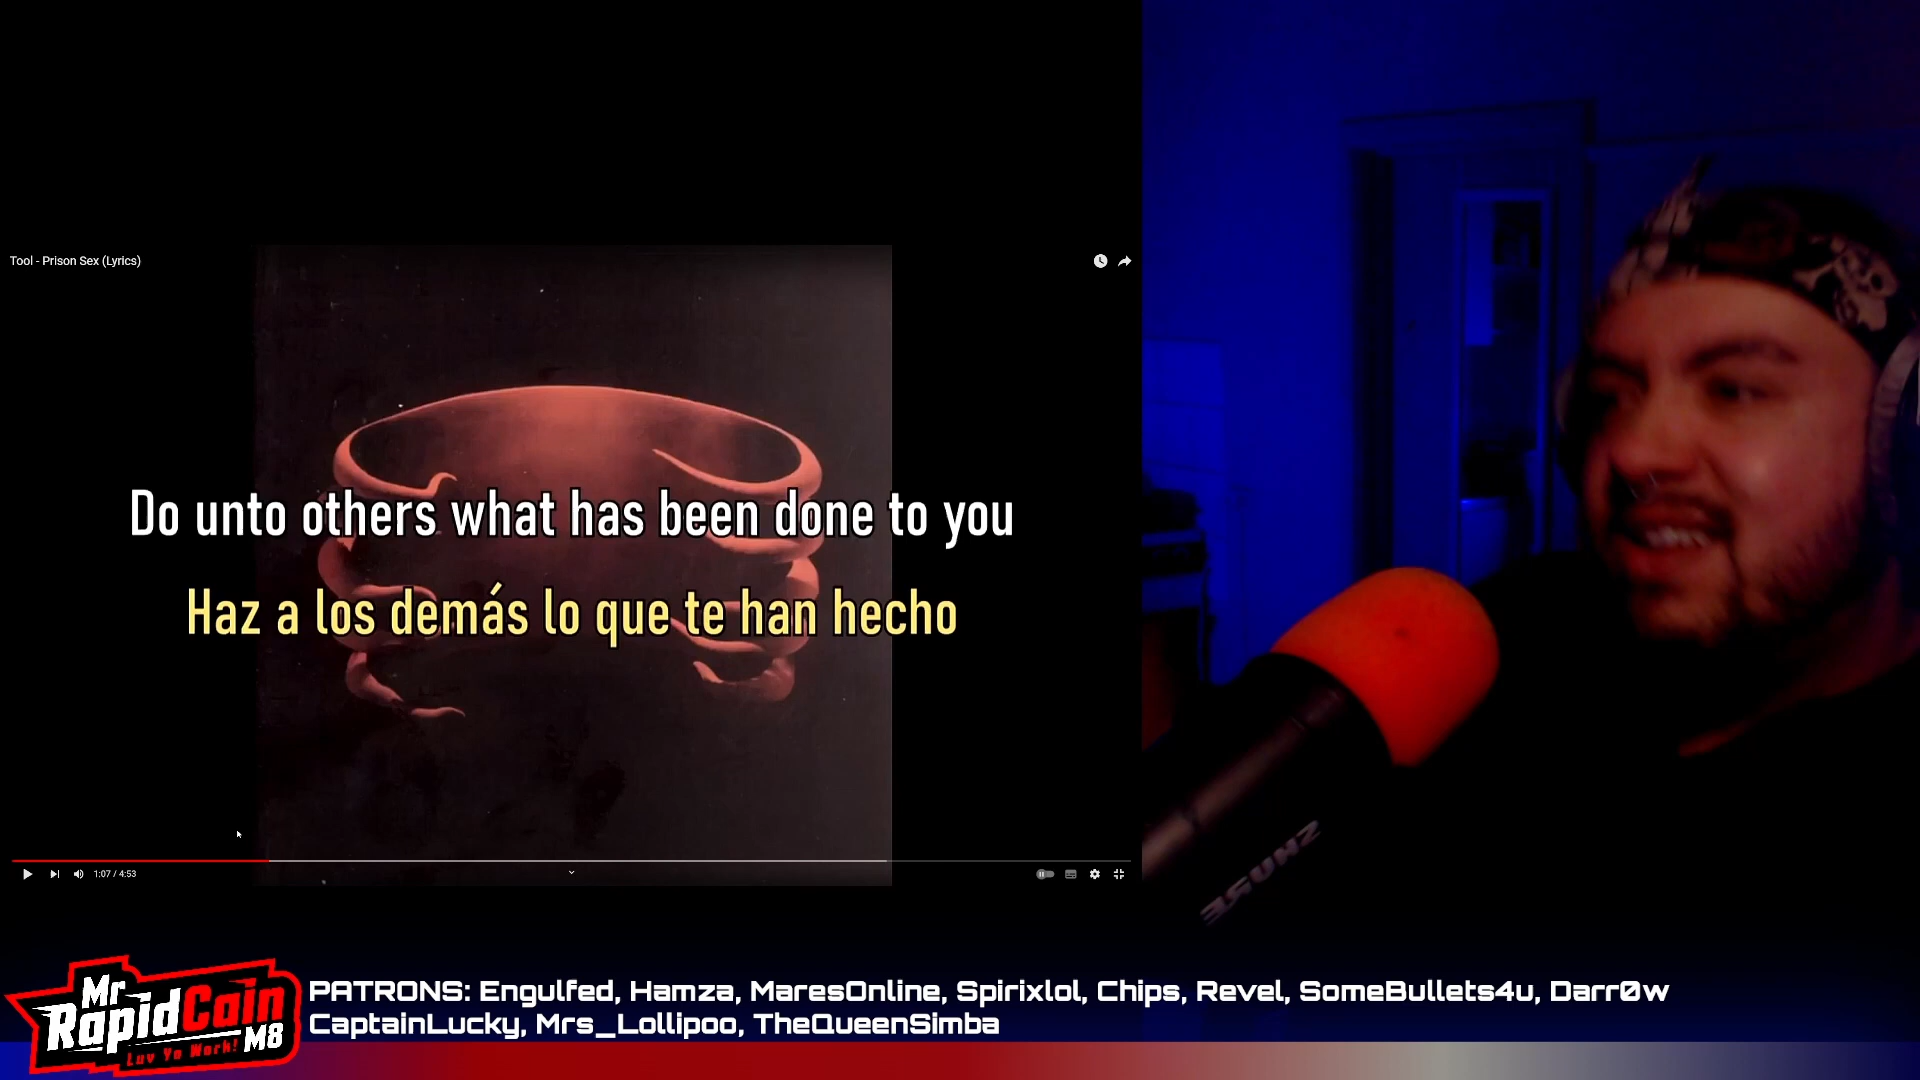 Tool - Prison Sex (Lyrics)
Do unto others what has been done to you
Haz a los demás lo que te han hecho
1:07 / 4:53
Mr
RapidCain
Luv Ya Work! M8
PATRONS: Engulfed, Hamza, MaresOnline, Spirixlol, Chips, Revel, SomeBullets4u, Darr0w
CaptainLucky, Mrs_Lollipoo, TheQueenSimba